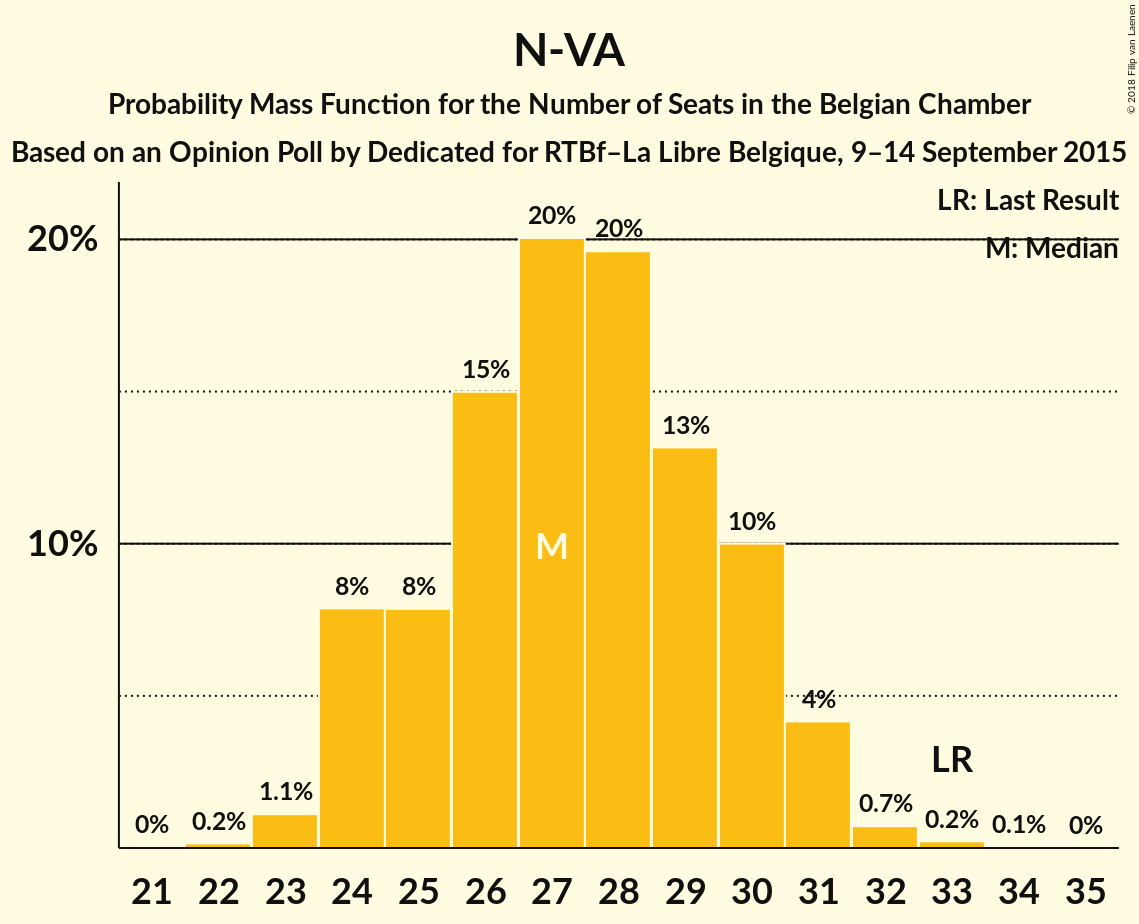 N-VA
Probability Mass Function for the Number of Seats in the Belgian Chamber
Based on an Opinion Poll by Dedicated for RTBf–La Libre Belgique, 9–14 September 2015
© 2018 Filip van Laenen
LR: Last Result
M: Median
20%
10%
0%
0.2%
1.1%
8%
8%
15%
20%
20%
13%
10%
4%
0.7%
0.2%
0.1%
0%
M
LR
21 22 23 24 25 26 27 28 29 30 31 32 33 34 35